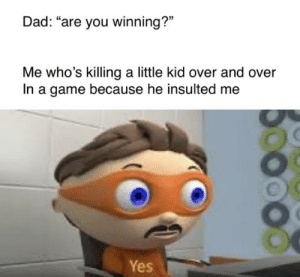 Dad: “are you winning?”
Me who’s killing a little kid over and over
In a game because he insulted me
Yes